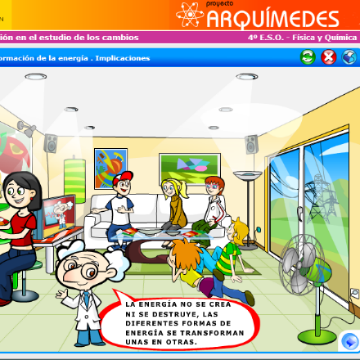 proyecto
ARQUÍMEDES
ión en el estudio de los cambios
4º E.S.O. - Física y Química
ormación de la energía . Implicaciones
LA ENERGÍA NO SE CREA
NI SE DESTRUYE, LAS
DIFERENTES FORMAS DE
ENERGÍA SE TRANSFORMAN
UNAS EN OTRAS.